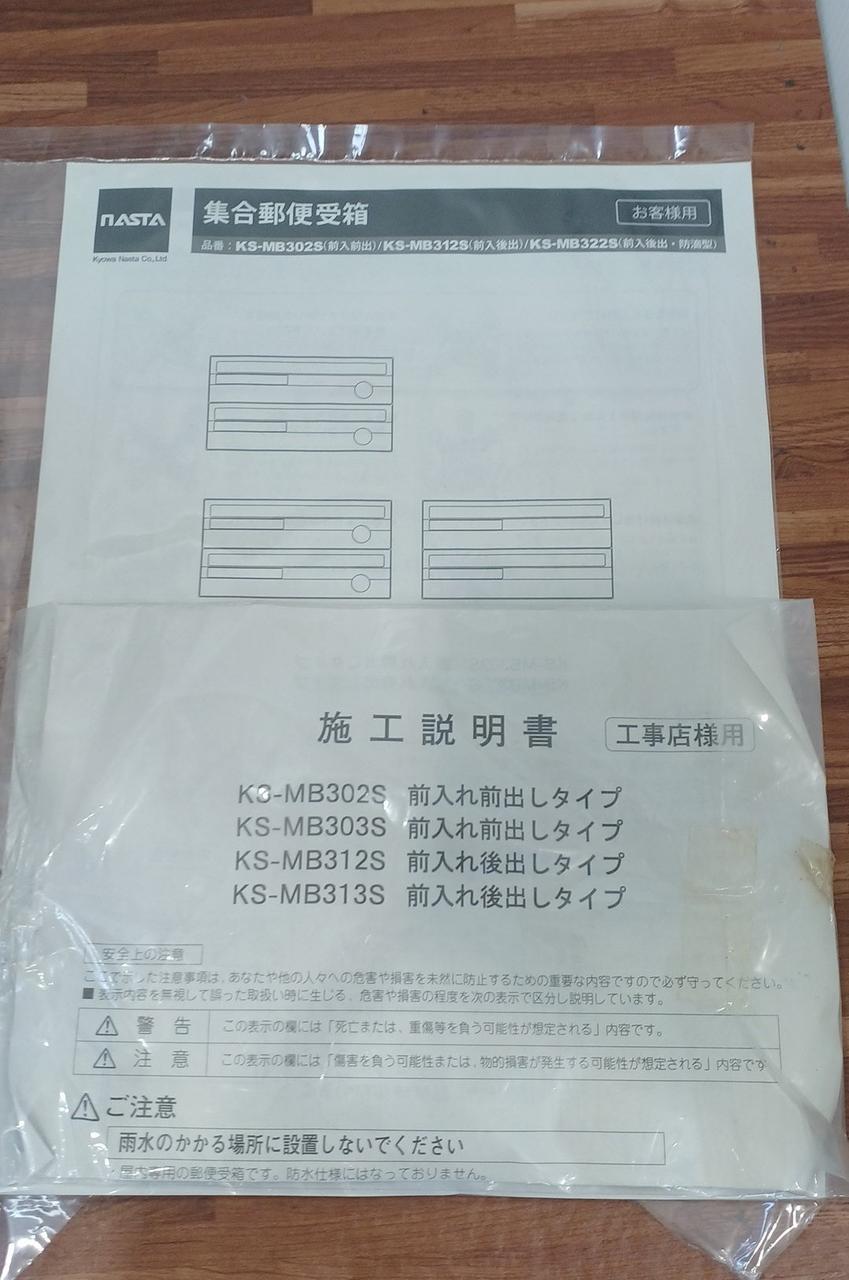 NASTA
Kyowa Nasta Co.,Ltd
集合郵便受箱
お客様用
品番：KS-MB302S(前入前出)/KS-MB312S(前入後出)/KS-MB322S(前入後出・防滴型)
施工説明書
工事店様用
KS-MB302S 前入れ前出しタイプ
KS-MB303S 前入れ前出しタイプ
KS-MB312S 前入れ後出しタイプ
KS-MB313S 前入れ後出しタイプ
安全上の注意
ここで示した注意事項は、あなたや他の人々への危害や損害を未然に防止するための重要な内容ですので必ず守ってください。
■表示内容を無視して誤った取扱い時に生じる、危害や損害の程度を次の表示で区分し説明しています。
⚠ 警告 この表示の欄には「死亡または、重傷等を負う可能性が想定される」内容です。
⚠ 注意 この表示の欄には「傷害を負う可能性または、物的損害が発生する可能性が想定される」内容です
⚠ご注意
雨水のかかる場所に設置しないでください
屋内専用の郵便受箱です。防水仕様にはなっておりません。